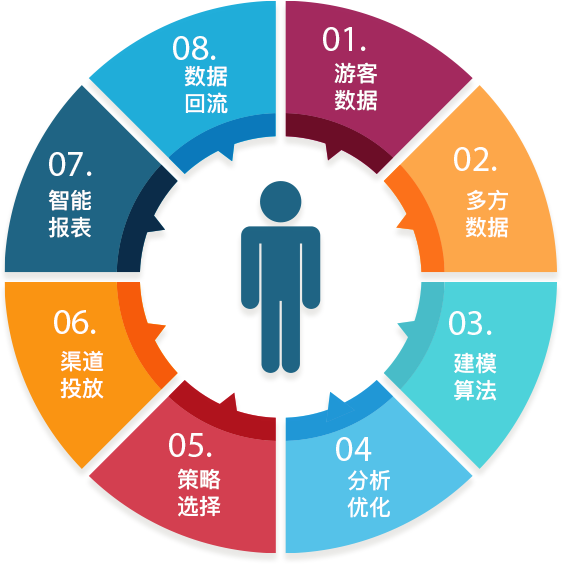 01.
游客
数据
02.
多方
数据
03.
建模
算法
04
分析
优化
05.
策略
选择
06.
渠道
投放
07.
智能
报表
08.
数据
回流